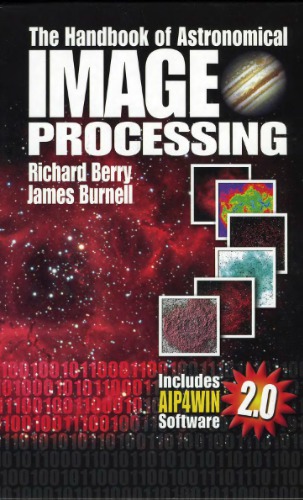 The Handbook of Astronomical
IMAGE
PROCESSING
Richard Berry
James Burnell
Includes
AIP4WIN
Software
2.0